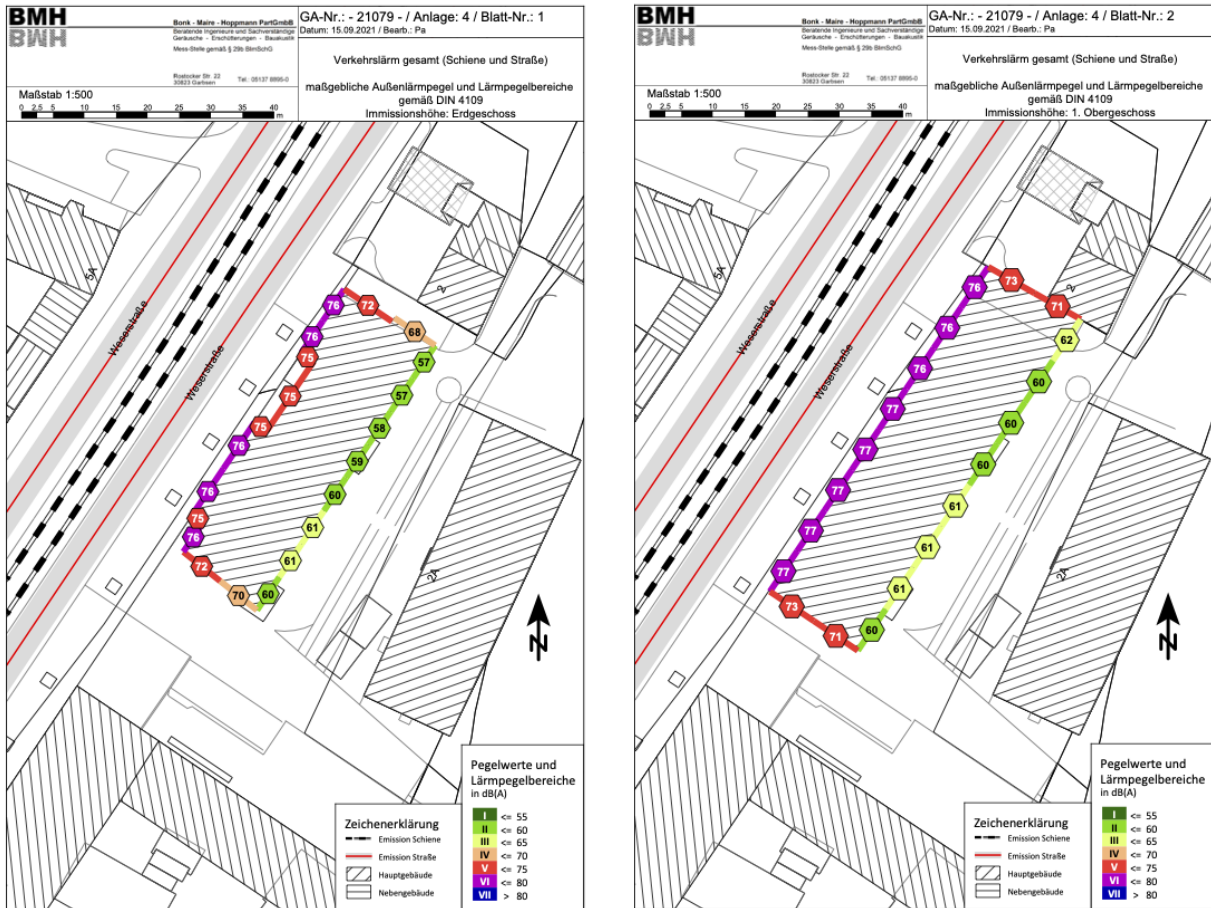 BMH
Bonk - Maire - Hoppmann PartGmbB
Beratende Ingenieure und Sachverständige
Geräusche - Erschütterungen - Bauakustik
Mess-Stelle gemäß § 29b BImSchG
Rostocker Str. 22
30823 Garbsen
Tel.: 05137 8895-0
GA-Nr.: - 21079 - / Anlage: 4 / Blatt-Nr.: 1
Datum: 15.09.2021 / Bearb.: Pa
Verkehrslärm gesamt (Schiene und Straße)
maßgebliche Außenlärmpegel und Lärmpegelbereiche
gemäß DIN 4109
Immissionshöhe: Erdgeschoss
Maßstab 1:500
0 2,5 5 10 15 20 25 30 35 40
m
5A
Weserstraße
Weserstraße
2
2A
76
72
76
68
75
57
75
57
75
58
76
59
76
60
75
61
76
61
72
60
70
N
Zeichenerklärung
Emission Schiene
Emission Straße
Hauptgebäude
Nebengebäude
Pegelwerte und
Lärmpegelbereiche
in dB(A)
I <= 55
II <= 60
III <= 65
IV <= 70
V <= 75
VI <= 80
VII > 80
BMH
Bonk - Maire - Hoppmann PartGmbB
Beratende Ingenieure und Sachverständige
Geräusche - Erschütterungen - Bauakustik
Mess-Stelle gemäß § 29b BImSchG
Rostocker Str. 22
30823 Garbsen
Tel.: 05137 8895-0
GA-Nr.: - 21079 - / Anlage: 4 / Blatt-Nr.: 2
Datum: 15.09.2021 / Bearb.: Pa
Verkehrslärm gesamt (Schiene und Straße)
maßgebliche Außenlärmpegel und Lärmpegelbereiche
gemäß DIN 4109
Immissionshöhe: 1. Obergeschoss
Maßstab 1:500
0 2,5 5 10 15 20 25 30 35 40
m
5A
Weserstraße
Weserstraße
2
2A
76
73
71
76
62
76
60
77
60
77
60
77
61
77
61
77
61
73
60
71
N
Zeichenerklärung
Emission Schiene
Emission Straße
Hauptgebäude
Nebengebäude
Pegelwerte und
Lärmpegelbereiche
in dB(A)
I <= 55
II <= 60
III <= 65
IV <= 70
V <= 75
VI <= 80
VII > 80